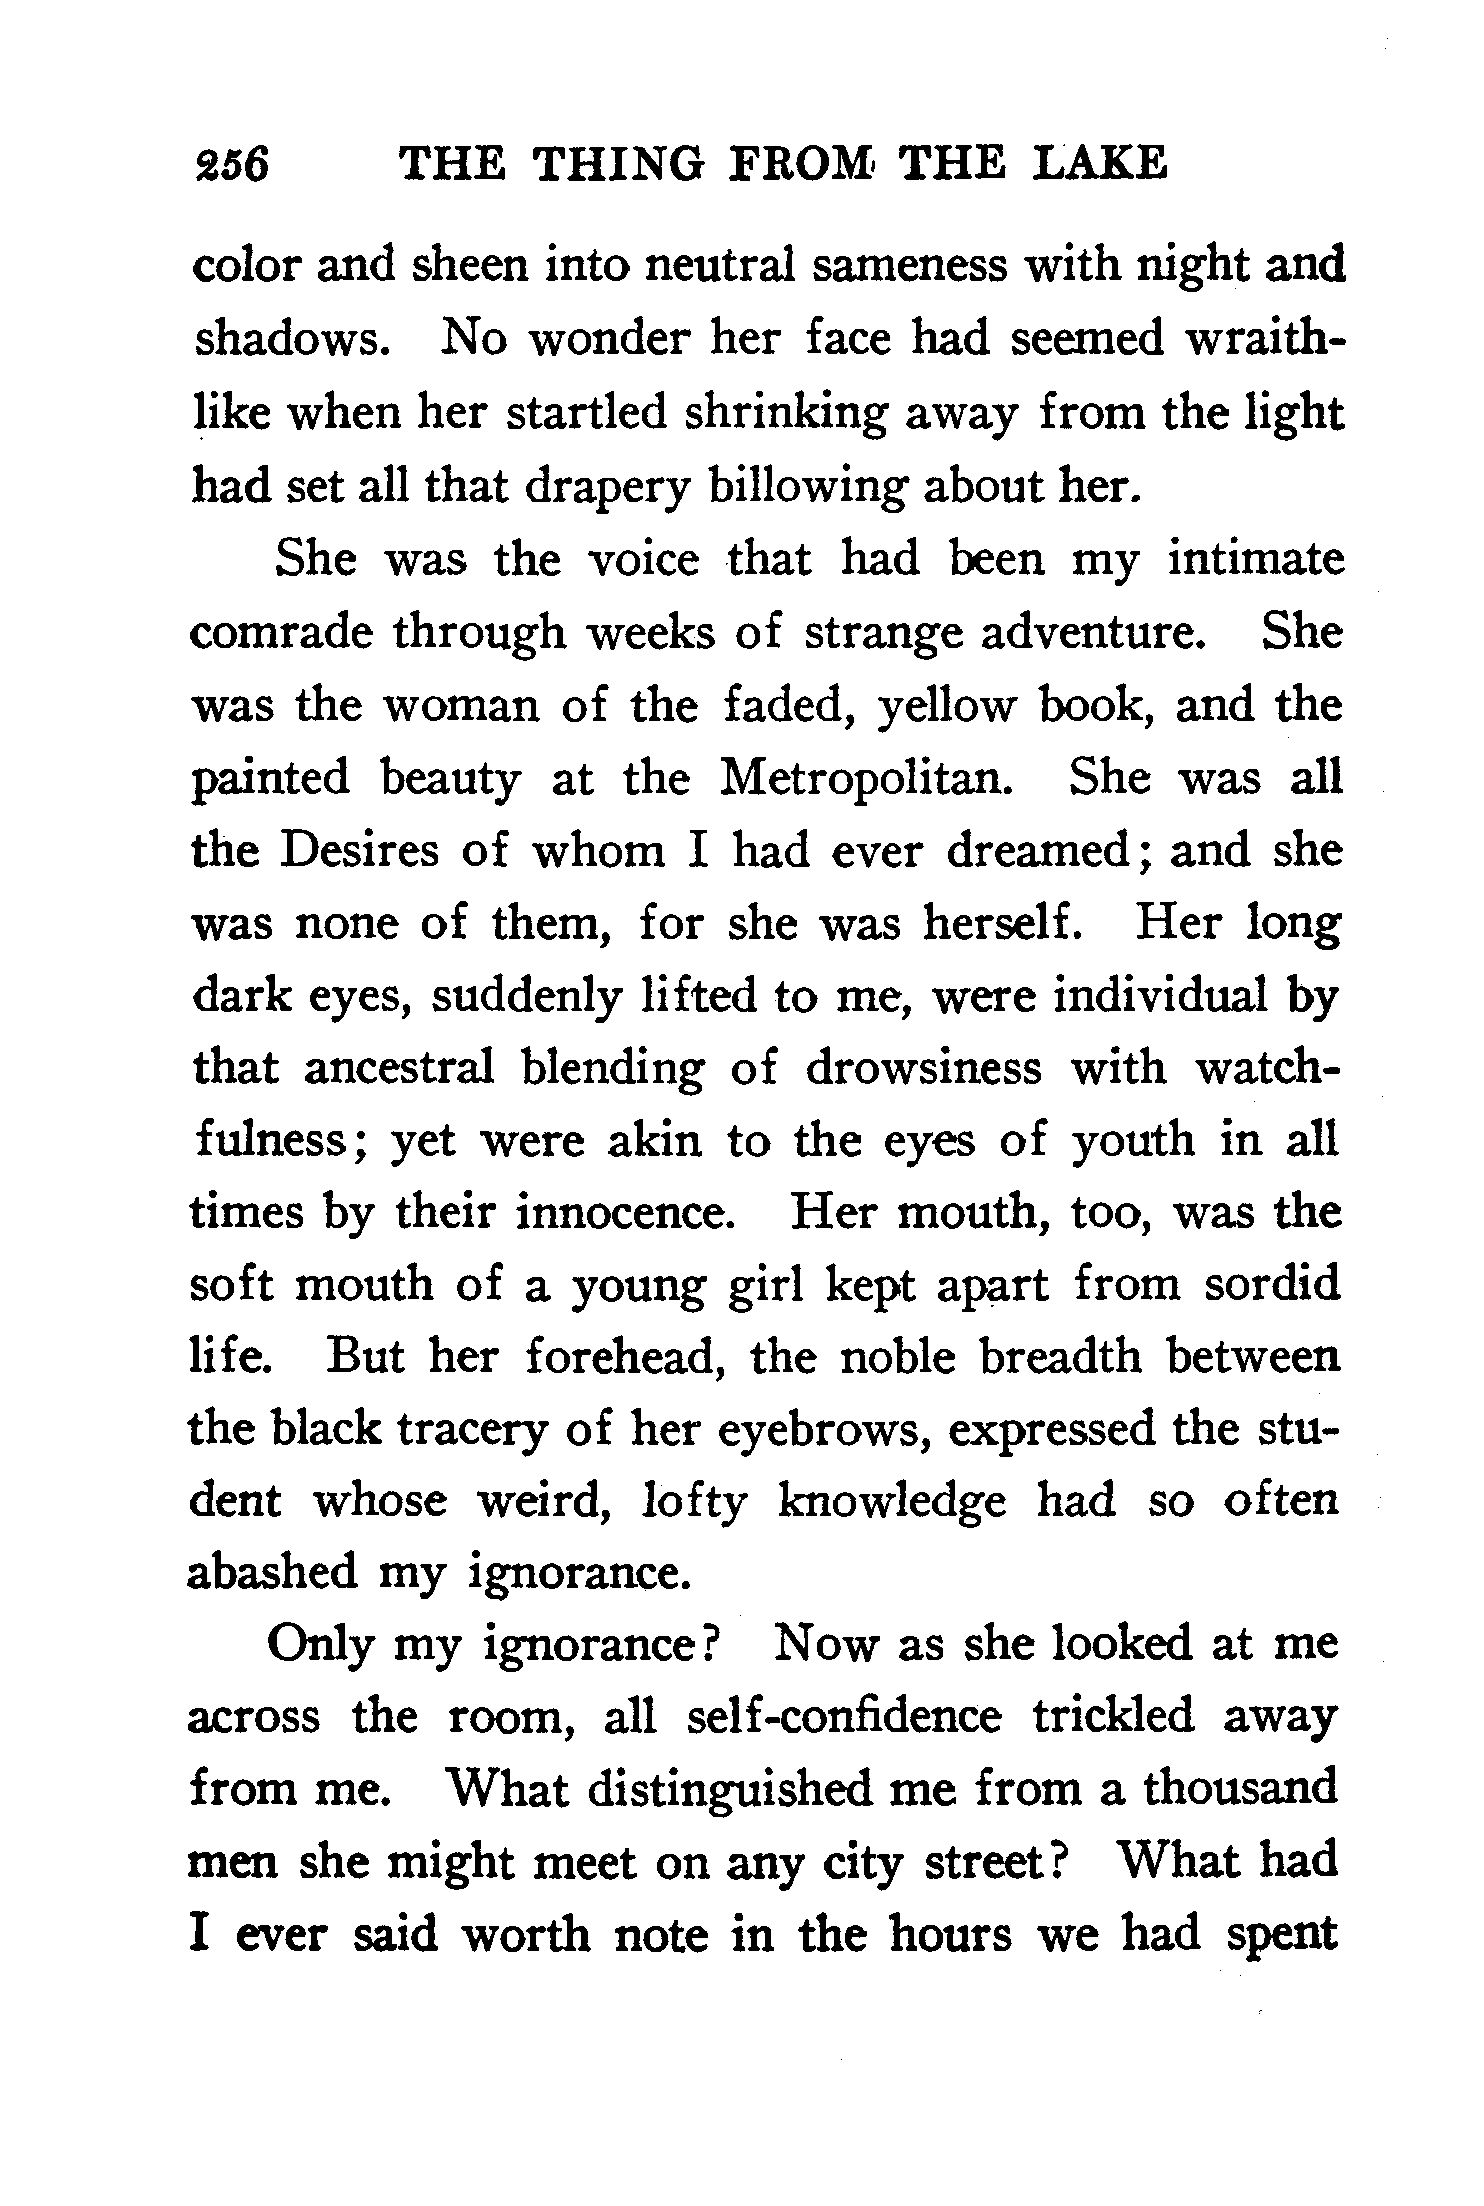 256 THE THING FROM THE LAKE
color and sheen into neutral sameness with night and
shadows. No wonder her face had seemed wraith-
like when her startled shrinking away from the light
had set all that drapery billowing about her.
She was the voice that had been my intimate
comrade through weeks of strange adventure. She
was the woman of the faded, yellow book, and the
painted beauty at the Metropolitan. She was all
the Desires of whom I had ever dreamed; and she
was none of them, for she was herself. Her long
dark eyes, suddenly lifted to me, were individual by
that ancestral blending of drowsiness with watch-
fulness; yet were akin to the eyes of youth in all
times by their innocence. Her mouth, too, was the
soft mouth of a young girl kept apart from sordid
life. But her forehead, the noble breadth between
the black tracery of her eyebrows, expressed the stu-
dent whose weird, lofty knowledge had so often
abashed my ignorance.
Only my ignorance? Now as she looked at me
across the room, all self-confidence trickled away
from me. What distinguished me from a thousand
men she might meet on any city street? What had
I ever said worth note in the hours we had spent